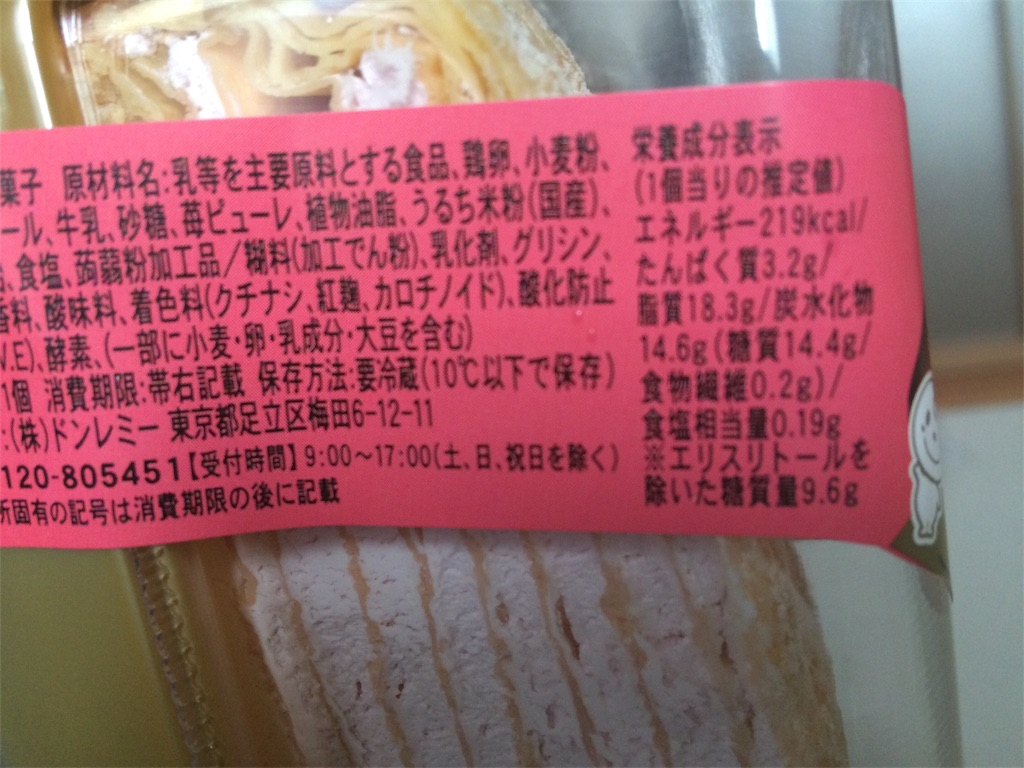 菓子 原材料名:乳等を主要原料とする食品、鶏卵、小麦粉、
ール、牛乳、砂糖、苺ピューレ、植物油脂、うるち米粉(国産)、
、食塩、蒟蒻粉加工品/糊料(加工でん粉)、乳化剤、グリシン、
香料、酸味料、着色料(クチナシ、紅麹、カロチノイド)、酸化防止
V.E)、酵素、(一部に小麦・卵・乳成分・大豆を含む)
1個 消費期限:帯右記載 保存方法:要冷蔵(10℃以下で保存)
:(株)ドンレミー 東京都足立区梅田6-12-11
120-805451【受付時間】9:00〜17:00(土、日、祝日を除く)
所固有の記号は消費期限の後に記載
栄養成分表示
(1個当りの推定値)
エネルギー219kcal/
たんぱく質3.2g/
脂質18.3g/炭水化物
14.6g(糖質14.4g/
食物繊維0.2g)/
食塩相当量0.19g
※エリスリトールを
除いた糖質量9.6g